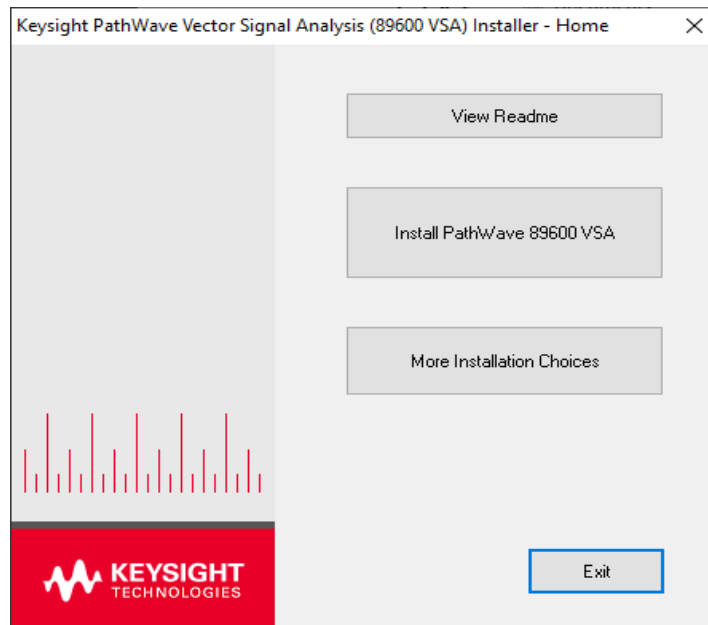 Keysight PathWave Vector Signal Analysis (89600 VSA) Installer - Home
View Readme
Install PathWave 89600 VSA
More Installation Choices
KEYSIGHT
TECHNOLOGIES
Exit